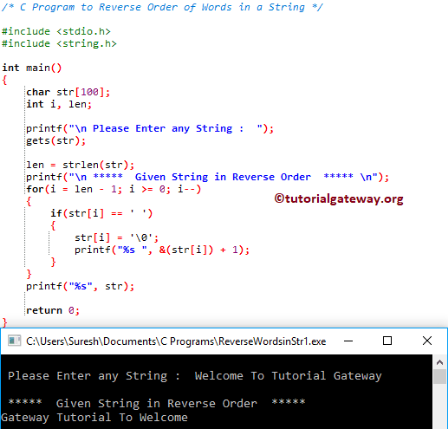 /* C Program to Reverse Order of Words in a String */
#include <stdio.h>
#include <string.h>
int main()
{
char str[100];
int i, len;
printf("\n Please Enter any String :  ");
gets(str);
len = strlen(str);
printf("\n *****  Given String in Reverse Order  ***** \n");
for(i = len - 1; i >= 0; i--)
{
©tutorialgateway.org
if(str[i] == ' ')
{
str[i] = '\0';
printf("%s ", &(str[i]) + 1);
}
}
printf("%s", str);
return 0;
}
C:\Users\Suresh\Documents\C Programs\ReverseWordsinStr1.exe
Please Enter any String :  Welcome To Tutorial Gateway
*****  Given String in Reverse Order  *****
Gateway Tutorial To Welcome